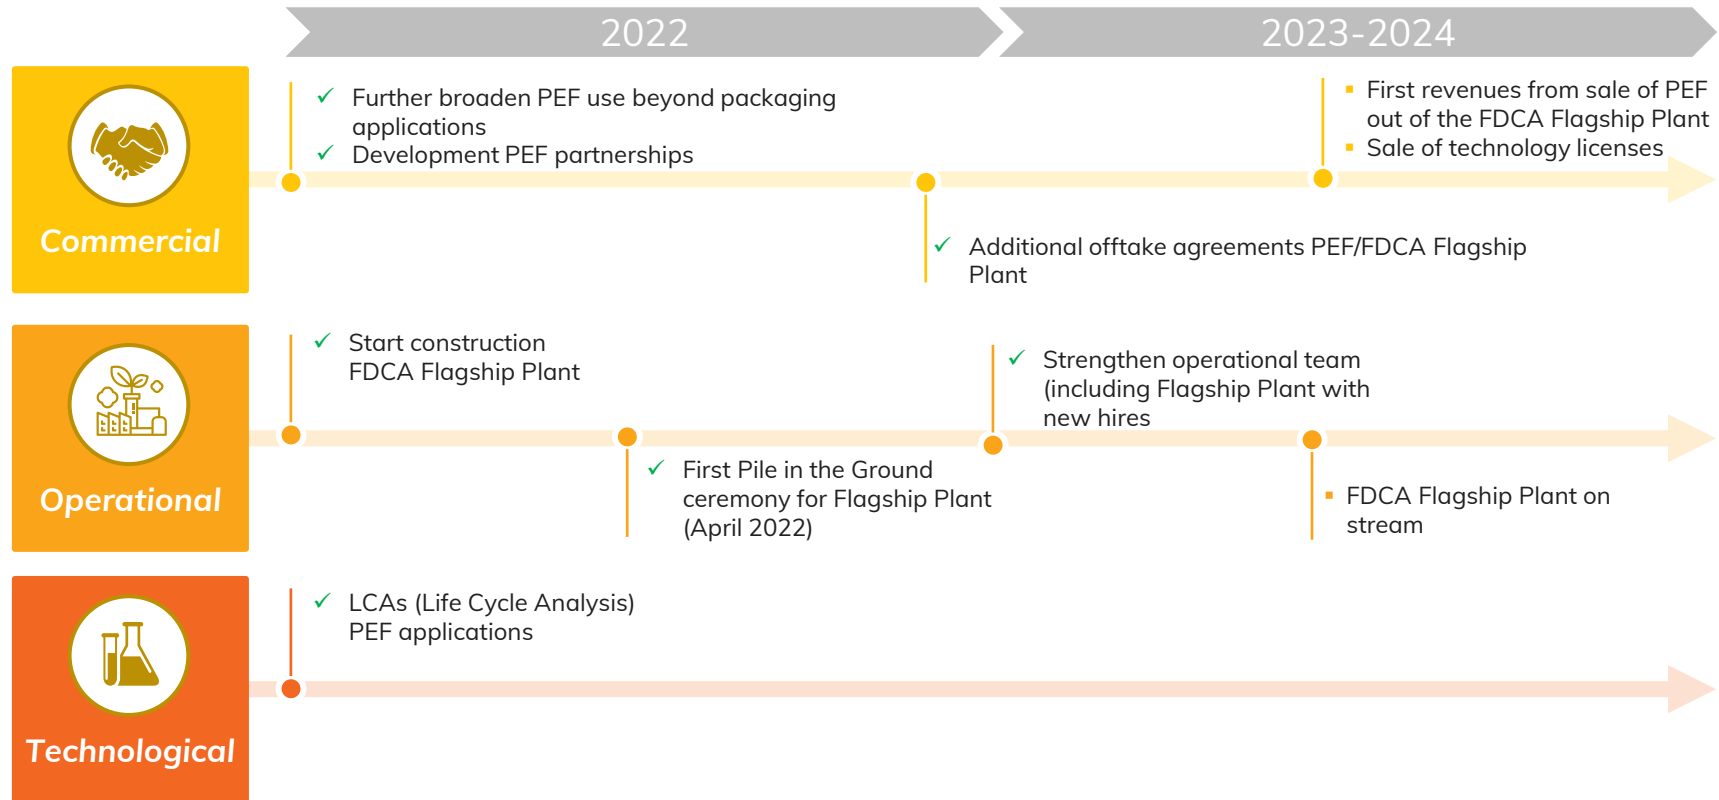 2022
2023-2024
Commercial
Further broaden PEF use beyond packaging
applications
Development PEF partnerships
First revenues from sale of PEF
out of the FDCA Flagship Plant
Sale of technology licenses
Additional offtake agreements PEF/FDCA Flagship
Plant
Operational
Start construction
FDCA Flagship Plant
Strengthen operational team
(including Flagship Plant with
new hires
First Pile in the Ground
ceremony for Flagship Plant
(April 2022)
FDCA Flagship Plant on
stream
Technological
LCAs (Life Cycle Analysis)
PEF applications